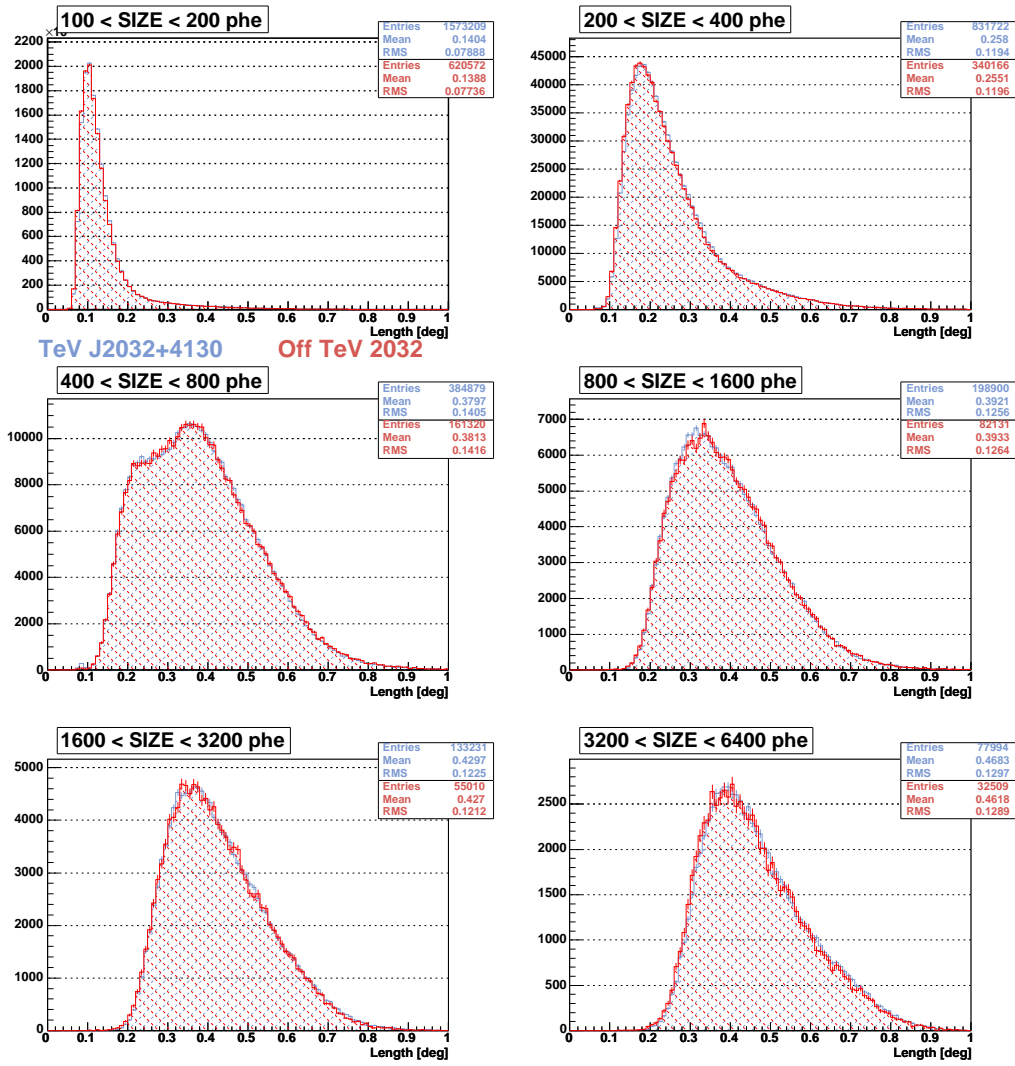 100 < SIZE < 200 phe
Entries 1573209
Mean 0.1404
RMS 0.07888
Entries 620572
Mean 0.1388
RMS 0.07736
2200
2000
1800
1600
1400
1200
1000
800
600
400
200
0
0 0.1 0.2 0.3 0.4 0.5 0.6 0.7 0.8 0.9 1
Length [deg]
200 < SIZE < 400 phe
Entries 831722
Mean 0.258
RMS 0.1194
Entries 340166
Mean 0.2551
RMS 0.1196
45000
40000
35000
30000
25000
20000
15000
10000
5000
0
0 0.1 0.2 0.3 0.4 0.5 0.6 0.7 0.8 0.9 1
Length [deg]
TeV J2032+4130 Off TeV 2032
400 < SIZE < 800 phe
Entries 384879
Mean 0.3797
RMS 0.1405
Entries 161320
Mean 0.3813
RMS 0.1416
10000
8000
6000
4000
2000
0
0 0.1 0.2 0.3 0.4 0.5 0.6 0.7 0.8 0.9 1
Length [deg]
800 < SIZE < 1600 phe
Entries 198900
Mean 0.3921
RMS 0.1256
Entries 82131
Mean 0.3933
RMS 0.1264
7000
6000
5000
4000
3000
2000
1000
0
0 0.1 0.2 0.3 0.4 0.5 0.6 0.7 0.8 0.9 1
Length [deg]
1600 < SIZE < 3200 phe
Entries 133231
Mean 0.4297
RMS 0.1225
Entries 55010
Mean 0.427
RMS 0.1212
5000
4000
3000
2000
1000
0
0 0.1 0.2 0.3 0.4 0.5 0.6 0.7 0.8 0.9 1
Length [deg]
3200 < SIZE < 6400 phe
Entries 77994
Mean 0.4683
RMS 0.1297
Entries 32509
Mean 0.4618
RMS 0.1289
2500
2000
1500
1000
500
0
0 0.1 0.2 0.3 0.4 0.5 0.6 0.7 0.8 0.9 1
Length [deg]